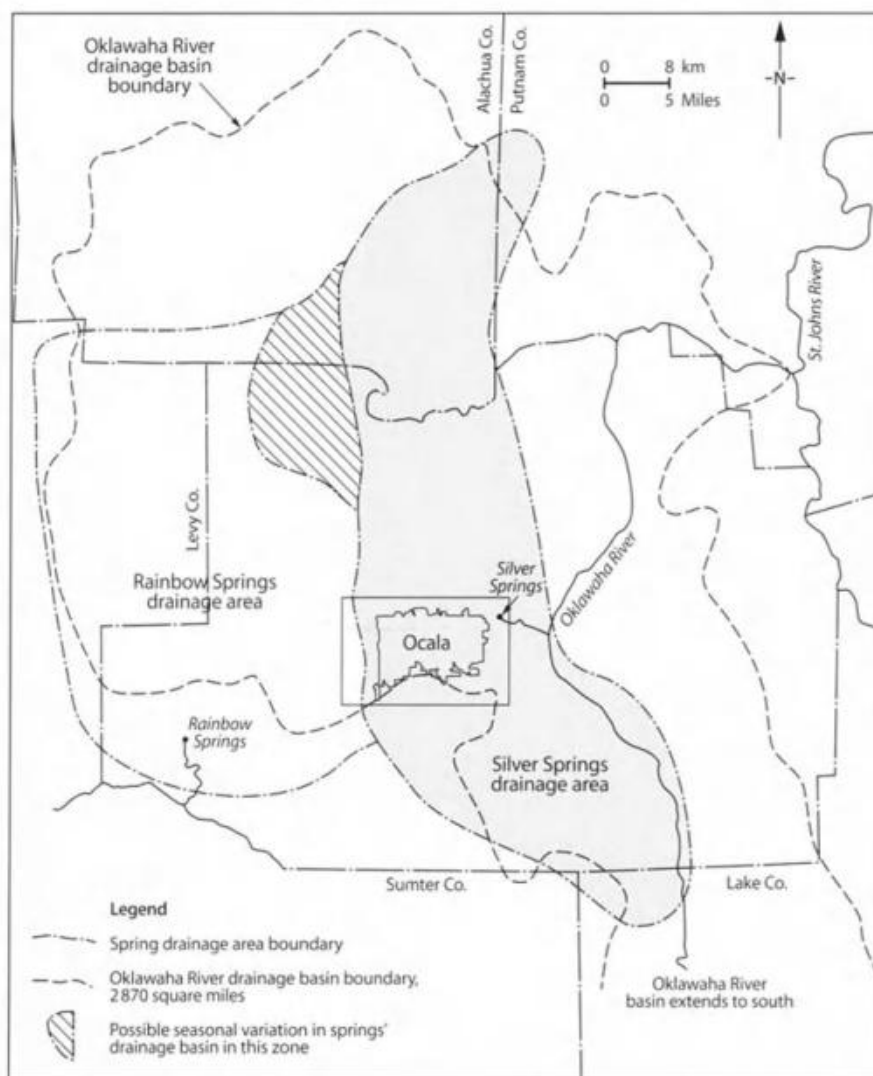 Oklawaha River
drainage basin
boundary
Alachua Co.
Putnam Co.
0 8 km
0 5 Miles
-N-
St. Johns River
Levy Co.
Rainbow Springs
drainage area
Silver
Springs
Oklawaha River
Ocala
Rainbow
Springs
Silver Springs
drainage area
Sumter Co.
Lake Co.
Legend
Spring drainage area boundary
Oklawaha River drainage basin boundary,
2870 square miles
Possible seasonal variation in springs'
drainage basin in this zone
Oklawaha River
basin extends to south